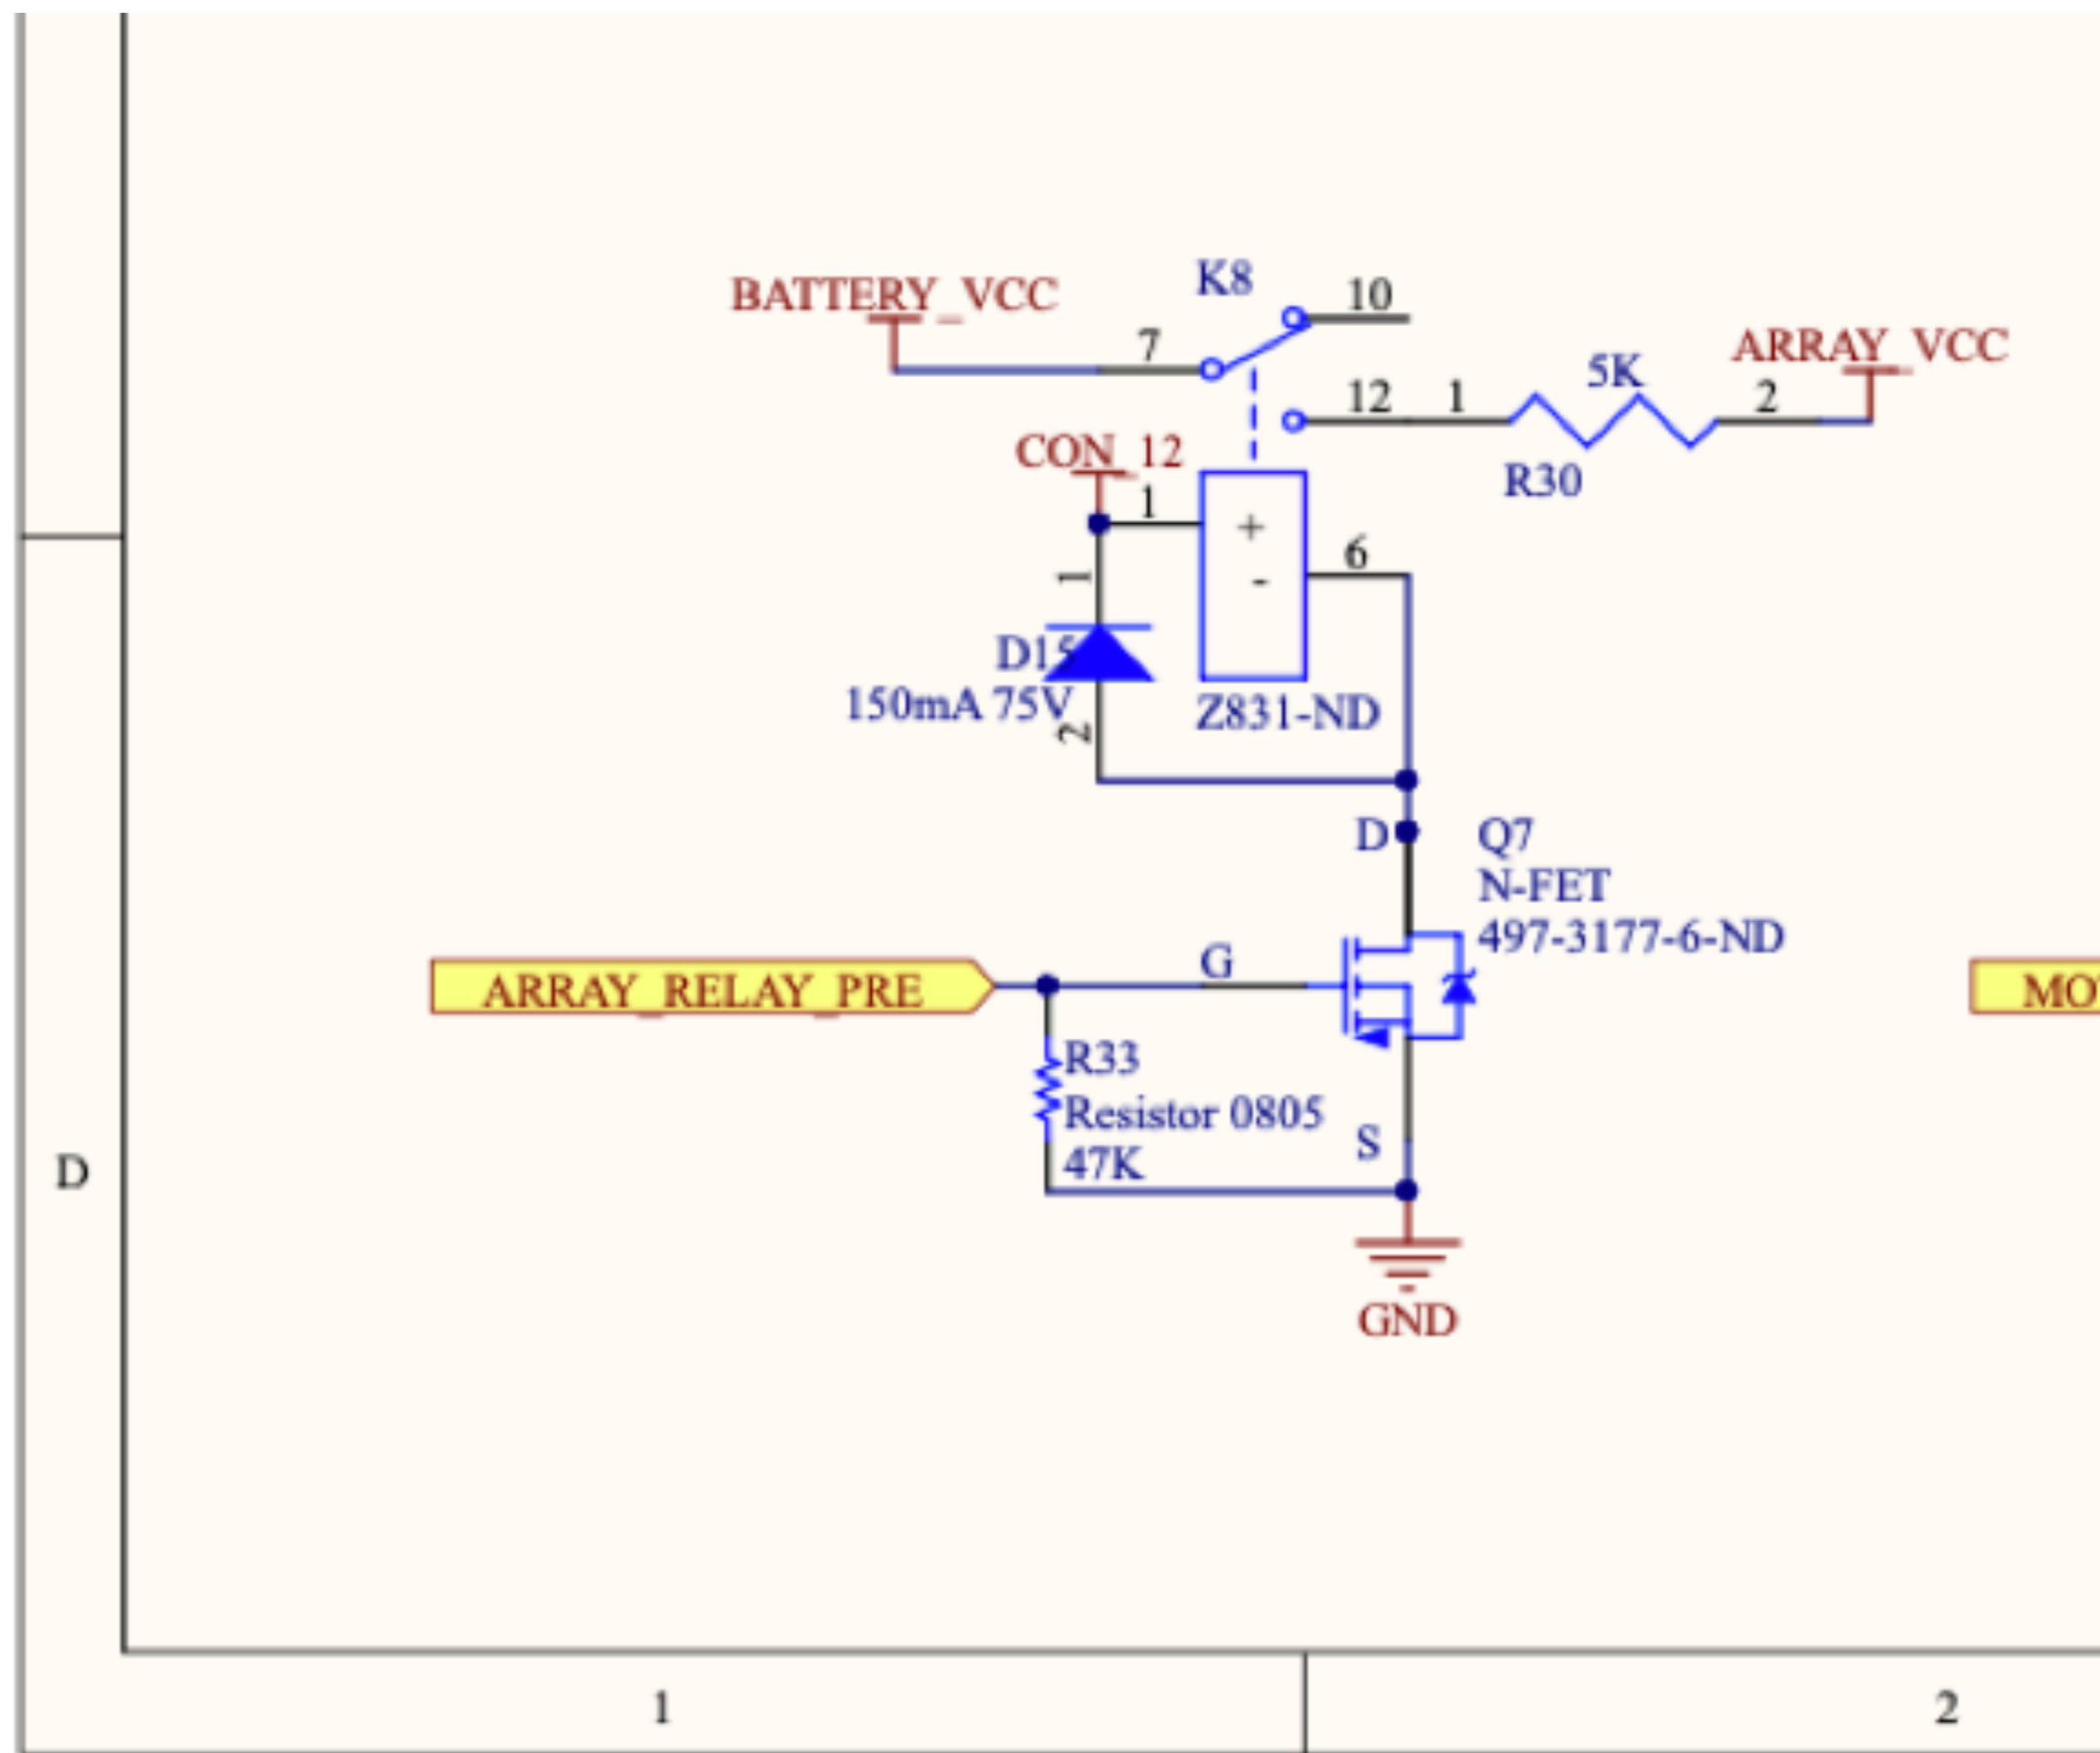 K8
10
BATTERY_VCC
7
ARRAY_VCC
5K
12
1
2
CON_12
R30
1
+
6
-
1
D15
150mA 75V
Z831-ND
2
D
Q7
N-FET
497-3177-6-ND
G
ARRAY_RELAY_PRE
MO
R33
Resistor 0805
S
47K
D
GND
1
2